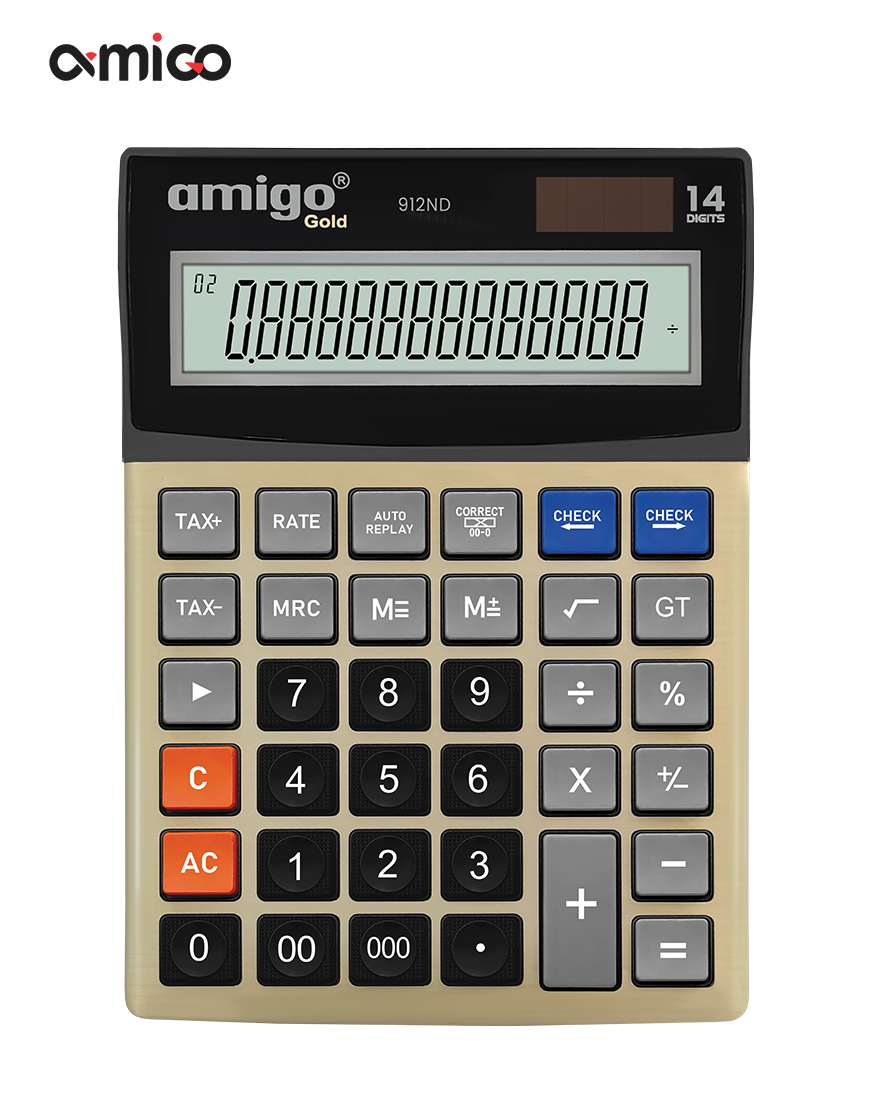 amigo
amigo®
Gold
912ND
14
DIGITS
02
0.8888888888888 ÷
TAX+ RATE AUTO REPLAY CORRECT 00-0 CHECK ← CHECK →
TAX− MRC M= M± √ GT
▶ 7 8 9 ÷ %
C 4 5 6 X +/−
AC 1 2 3 + −
0 00 000 • =